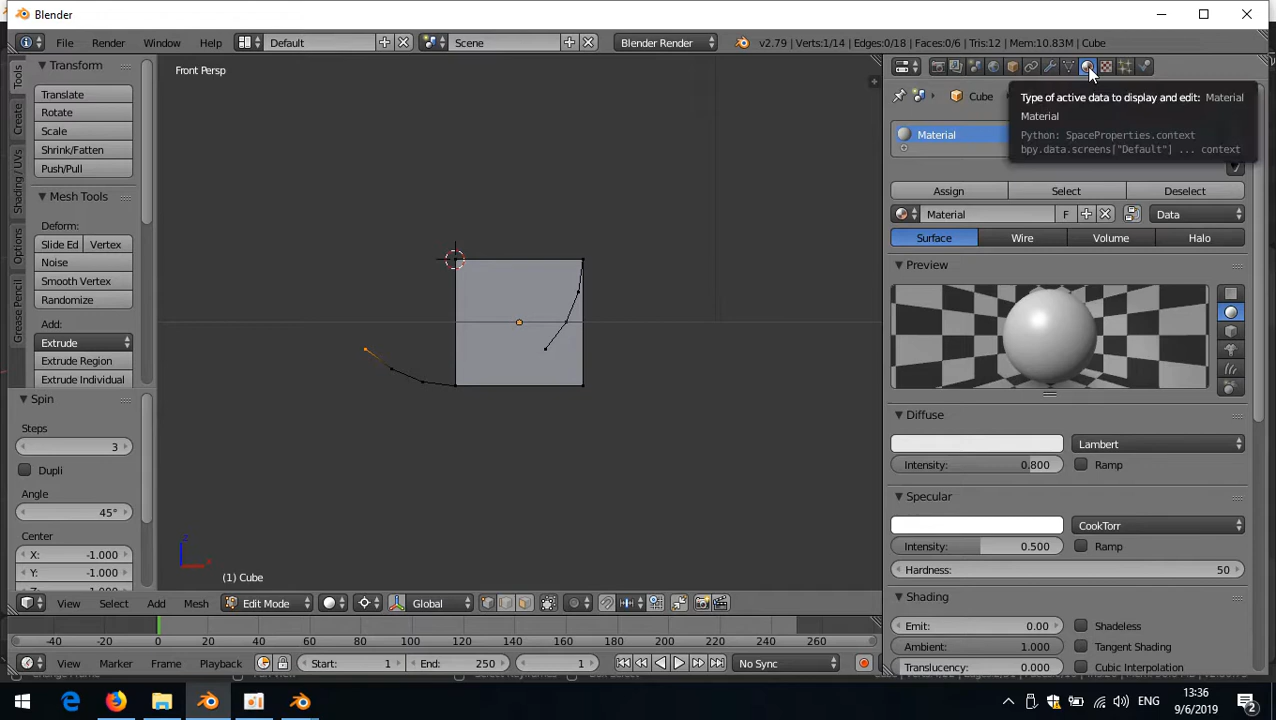 Blender
File Render Window Help Default Scene Blender Render v2.79 | Verts:1/14 | Edges:0/18 | Faces:0/6 | Tris:12 | Mem:10.83M | Cube
Tools
Create
Shading / UVs
Options
Grease Pencil
Transform
Translate
Rotate
Scale
Shrink/Fatten
Push/Pull
Mesh Tools
Deform:
Slide Ed Vertex
Noise
Smooth Vertex
Randomize
Add:
Extrude
Extrude Region
Extrude Individual
Spin
Steps
3
Dupli
Angle
45°
Center
X: -1.000
Y: -1.000
Front Persp
(1) Cube
View Select Add Mesh Edit Mode Global
-40 -20 0 20 40 60 80 100 120 140 160 180 200 220 240 260
View Marker Frame Playback Start: 1 End: 250 1 No Sync
Cube
Type of active data to display and edit: Material
Material
Python: SpaceProperties.context
bpy.data.screens["Default"] ... context
Material
Assign Select Deselect
Material F Data
Surface Wire Volume Halo
Preview
Diffuse
Lambert
Intensity: 0.800 Ramp
Specular
CookTorr
Intensity: 0.500 Ramp
Hardness: 50
Shading
Emit: 0.00 Shadeless
Ambient: 1.000 Tangent Shading
Translucency: 0.000 Cubic Interpolation
ENG
13:36
9/6/2019
2